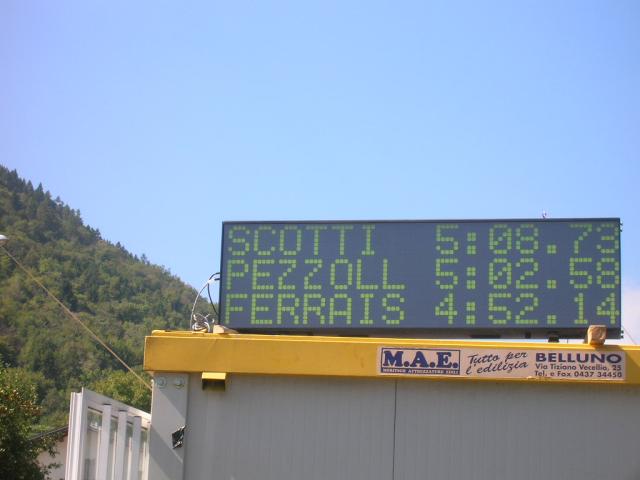 SCOTTI 5:08.73
PEZZOLL 5:02.58
FERRAIS 4:52.14
M.A.E.
Tutto per l'edilizia
BELLUNO
Via Tiziano Vecellio, 25
Tel. e Fax 0437 34450